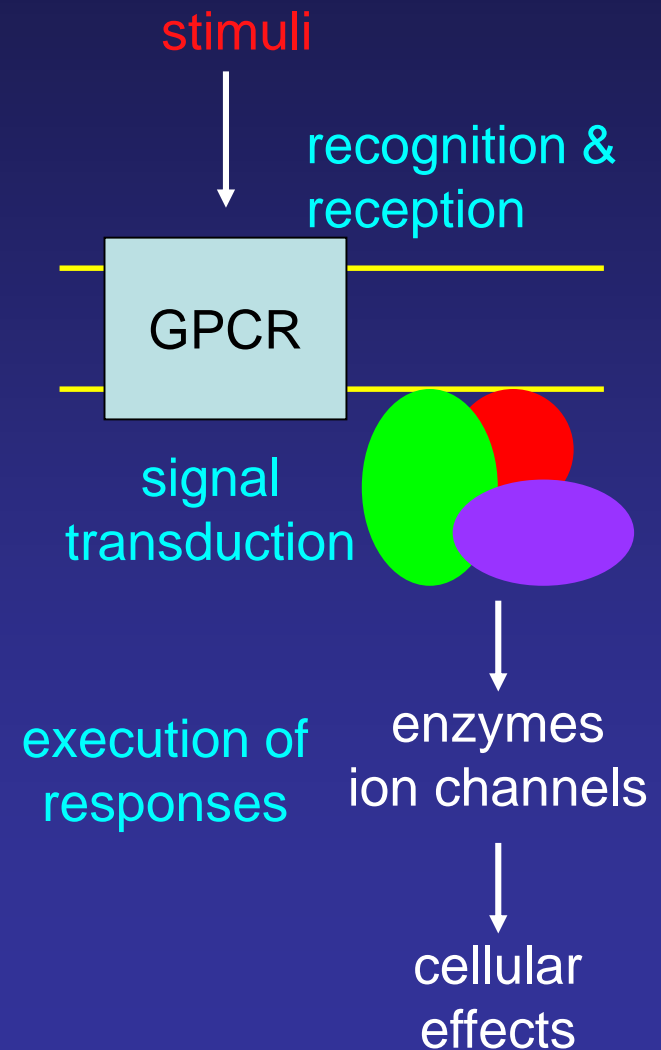 stimuli
recognition &
reception
GPCR
signal
transduction
enzymes
ion channels
execution of
responses
cellular
effects